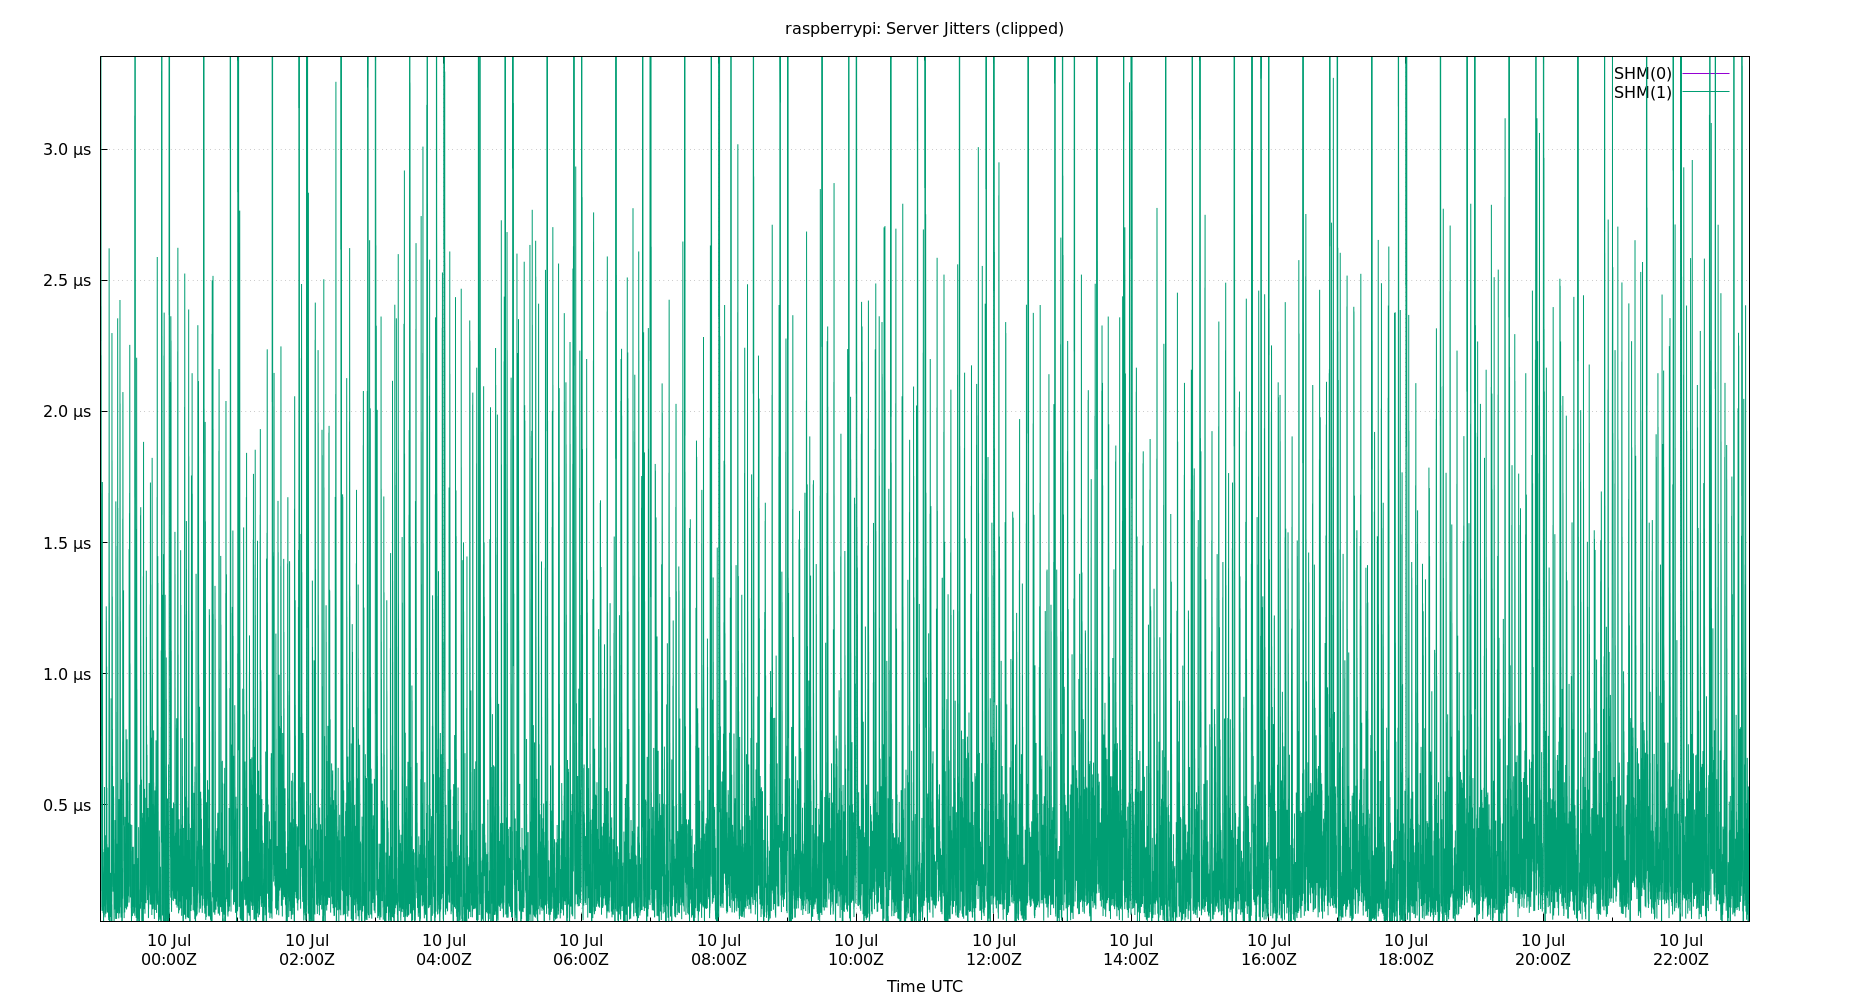 raspberrypi: Server Jitters (clipped)
SHM(0)
SHM(1)
3.0 µs
2.5 µs
2.0 µs
1.5 µs
1.0 µs
0.5 µs
10 Jul 10 Jul 10 Jul 10 Jul 10 Jul 10 Jul 10 Jul 10 Jul 10 Jul 10 Jul 10 Jul 10 Jul
00:00Z 02:00Z 04:00Z 06:00Z 08:00Z 10:00Z 12:00Z 14:00Z 16:00Z 18:00Z 20:00Z 22:00Z
Time UTC